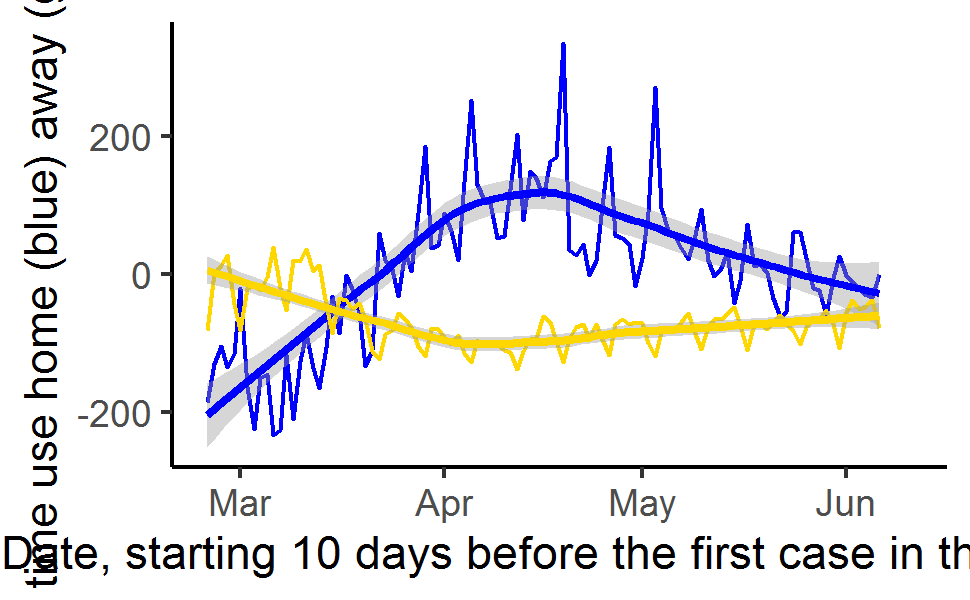 time use home (blue) away (
200
0
-200
Mar Apr May Jun
Date, starting 10 days before the first case in th